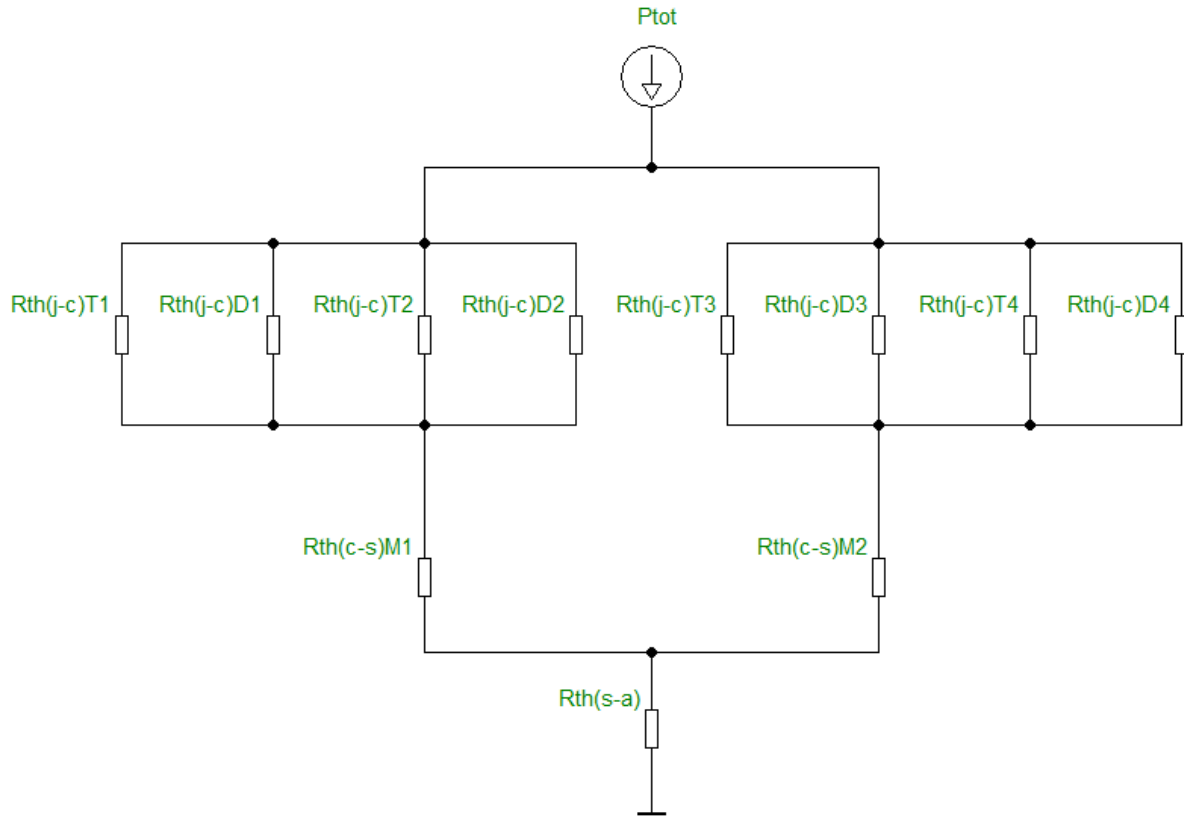 Ptot
Rth(j-c)T1
Rth(j-c)D1
Rth(j-c)T2
Rth(j-c)D2
Rth(j-c)T3
Rth(j-c)D3
Rth(j-c)T4
Rth(j-c)D4
Rth(c-s)M1
Rth(c-s)M2
Rth(s-a)